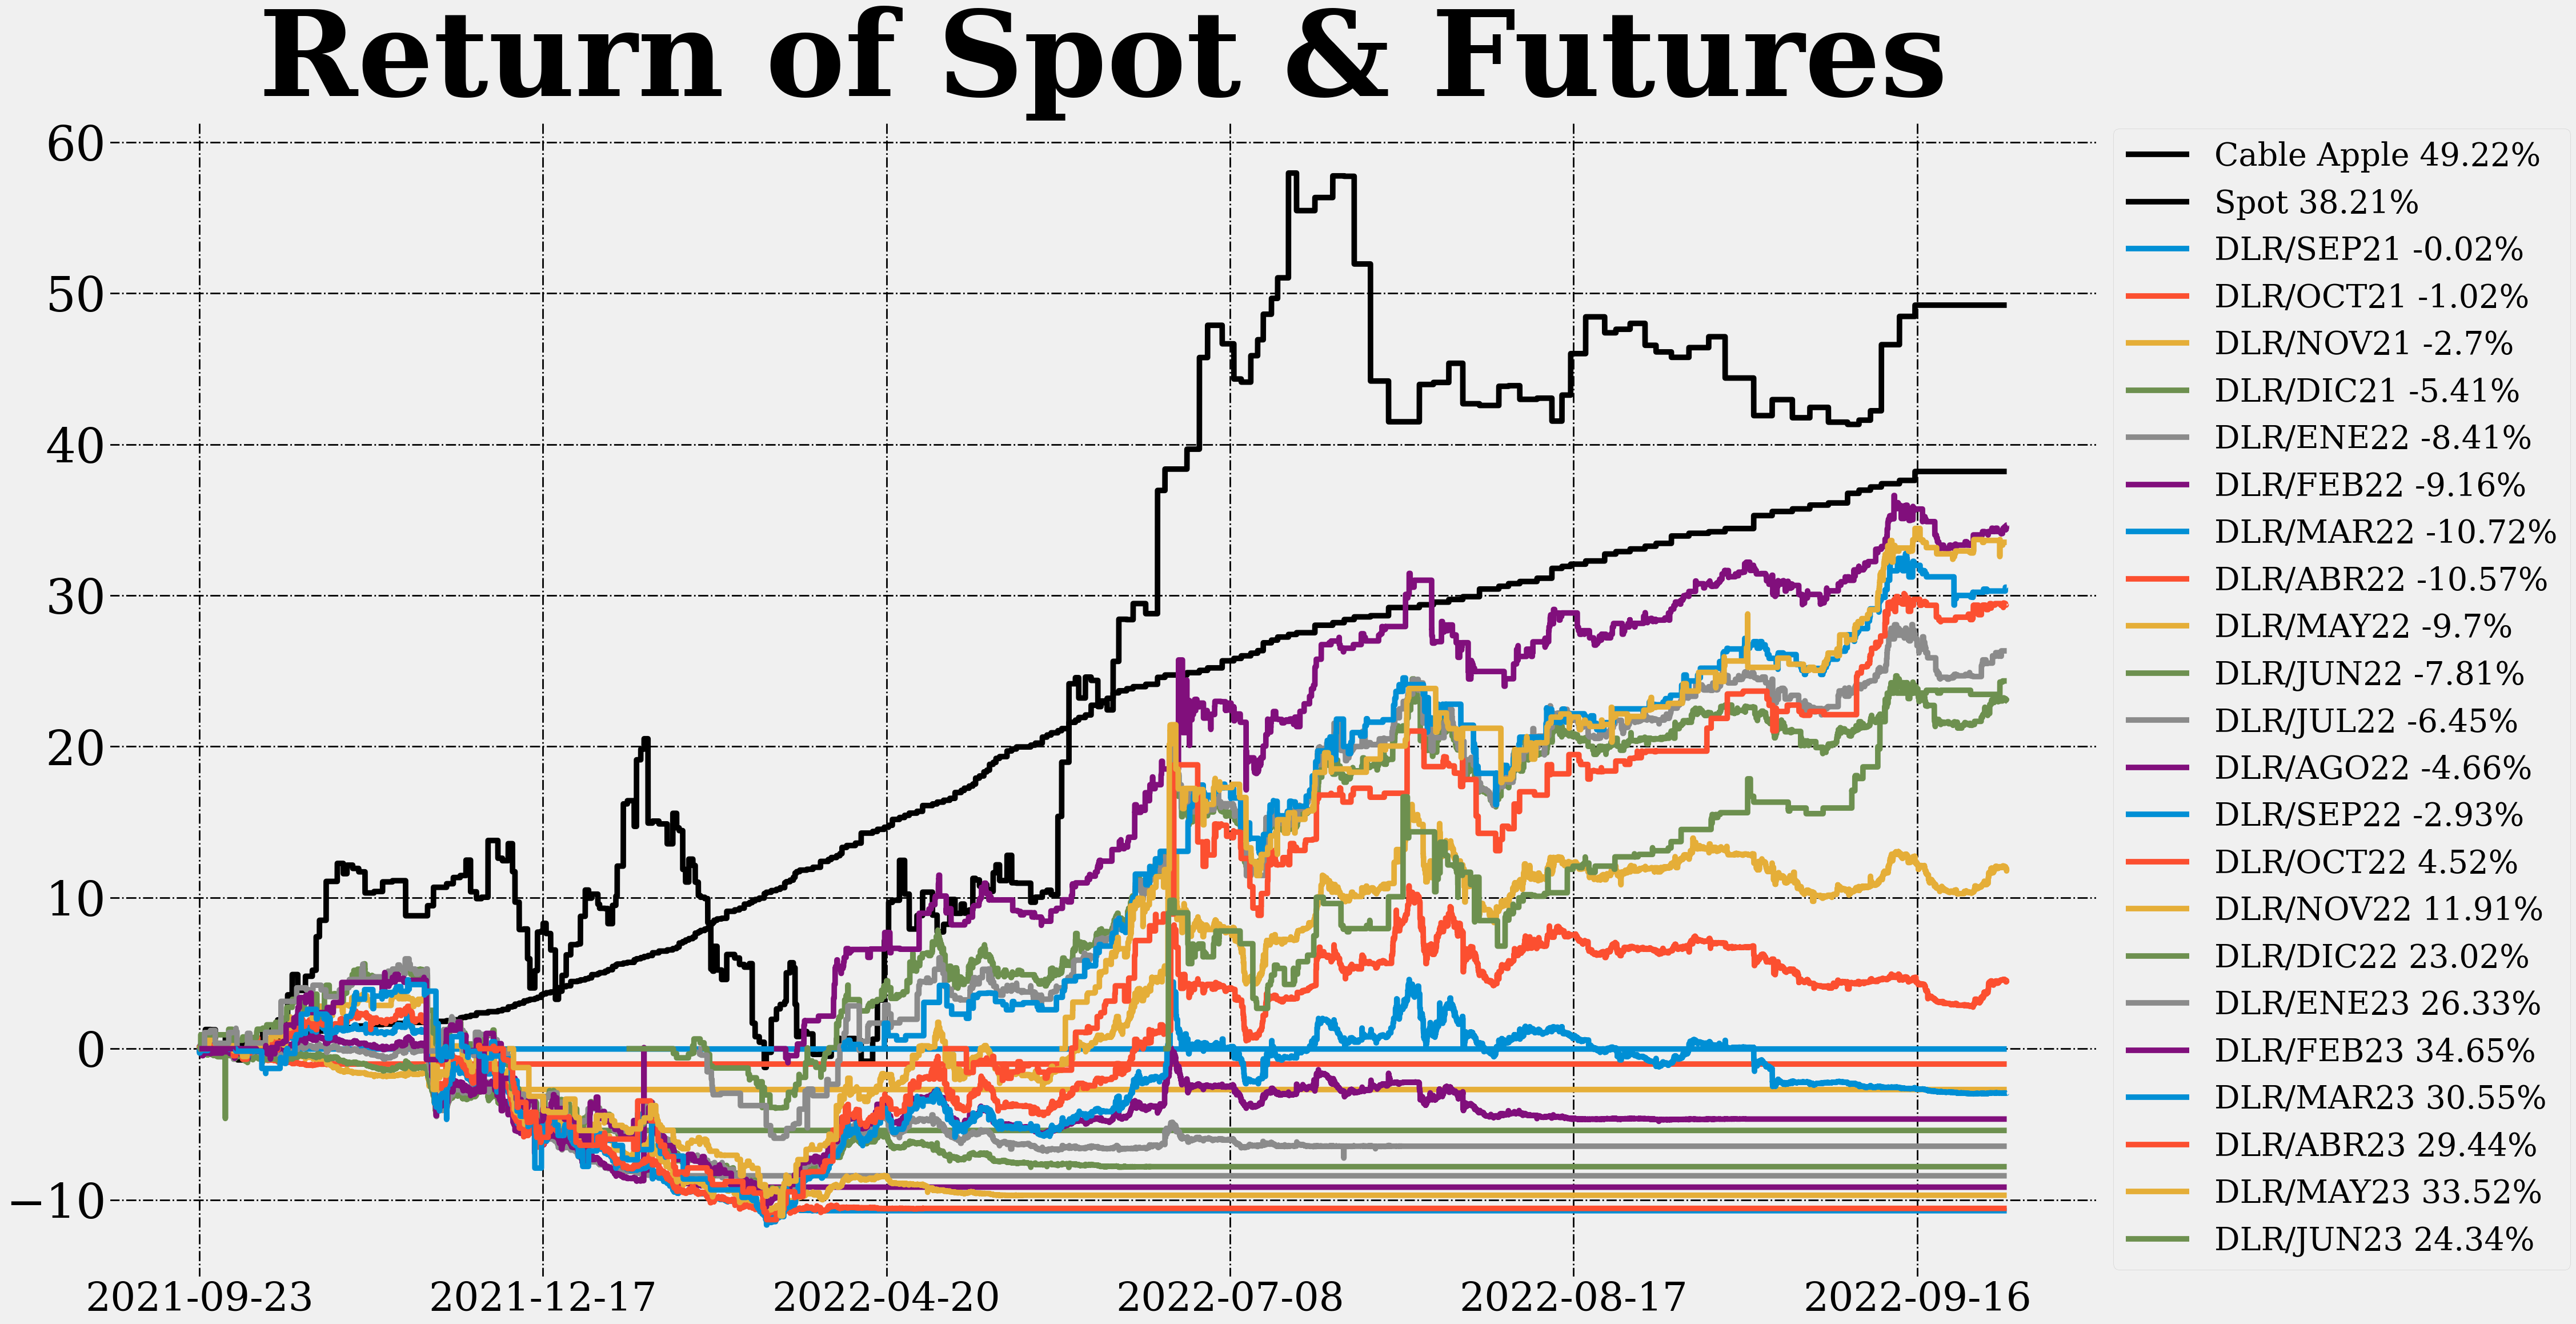 Return of Spot & Futures
60
50
40
30
20
10
0
−10
2021-09-23
2021-12-17
2022-04-20
2022-07-08
2022-08-17
2022-09-16
Cable Apple 49.22%
Spot 38.21%
DLR/SEP21 -0.02%
DLR/OCT21 -1.02%
DLR/NOV21 -2.7%
DLR/DIC21 -5.41%
DLR/ENE22 -8.41%
DLR/FEB22 -9.16%
DLR/MAR22 -10.72%
DLR/ABR22 -10.57%
DLR/MAY22 -9.7%
DLR/JUN22 -7.81%
DLR/JUL22 -6.45%
DLR/AGO22 -4.66%
DLR/SEP22 -2.93%
DLR/OCT22 4.52%
DLR/NOV22 11.91%
DLR/DIC22 23.02%
DLR/ENE23 26.33%
DLR/FEB23 34.65%
DLR/MAR23 30.55%
DLR/ABR23 29.44%
DLR/MAY23 33.52%
DLR/JUN23 24.34%